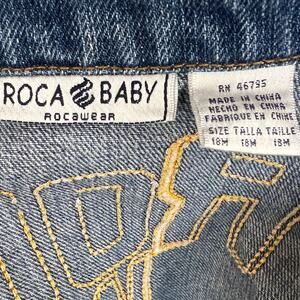 ROCA BABY
Rocawear
RN 46795
MADE IN CHINA
HECHO EN CHINA
FABRIQUE EN CHINE
SIZE TALLA TAILLE
18M 18M 18M